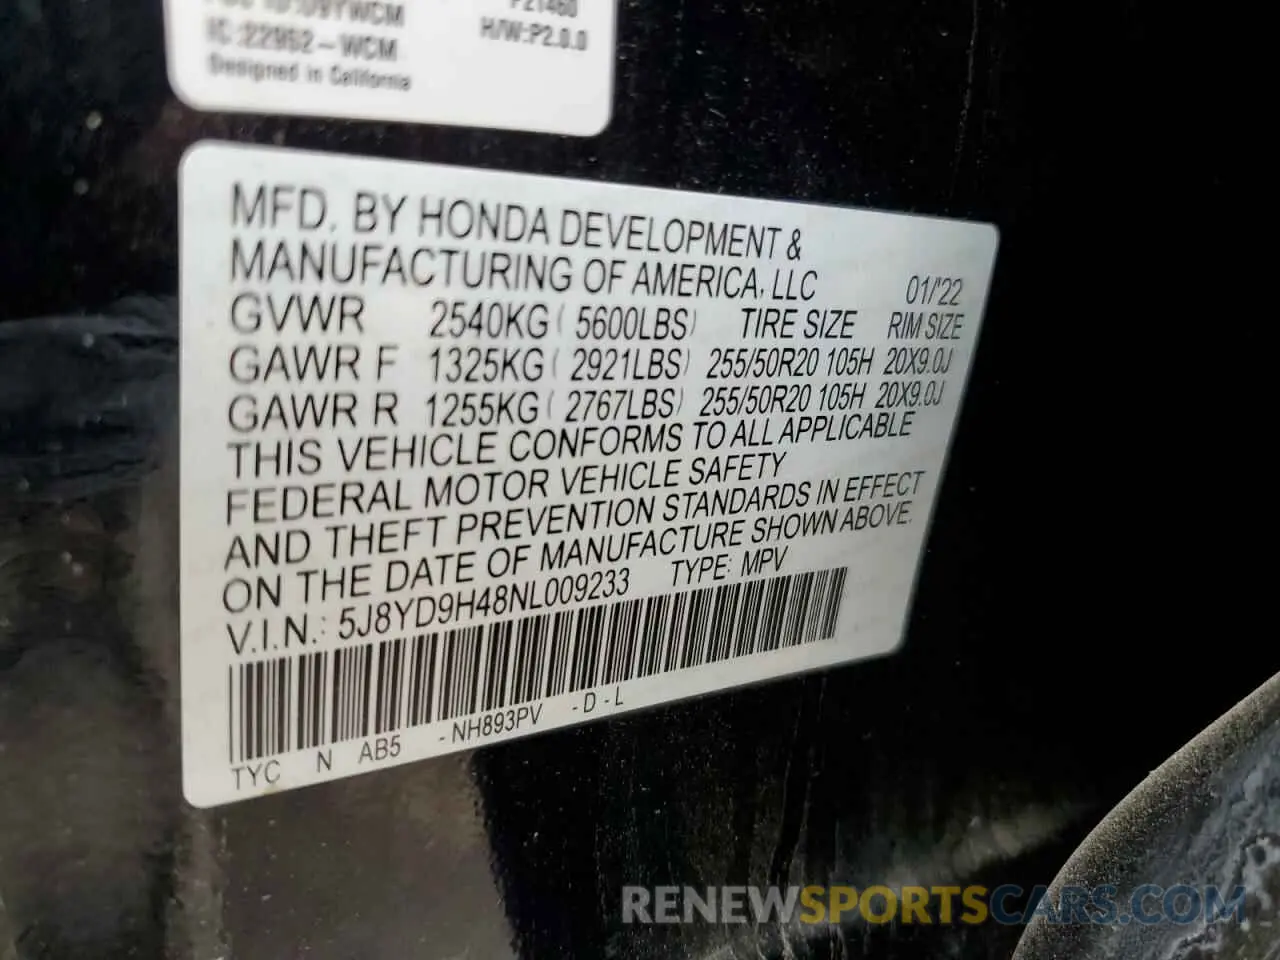 IC:22952-WCM
H/W:P2.0.0
Designed in California
MFD. BY HONDA DEVELOPMENT &
MANUFACTURING OF AMERICA, LLC 01/'22
GVWR 2540KG ( 5600LBS) TIRE SIZE RIM SIZE
GAWR F 1325KG ( 2921LBS) 255/50R20 105H 20X9.0J
GAWR R 1255KG ( 2767LBS) 255/50R20 105H 20X9.0J
THIS VEHICLE CONFORMS TO ALL APPLICABLE
FEDERAL MOTOR VEHICLE SAFETY
AND THEFT PREVENTION STANDARDS IN EFFECT
ON THE DATE OF MANUFACTURE SHOWN ABOVE.
V.I.N.: 5J8YD9H48NL009233 TYPE: MPV
TYC N AB5 -NH893PV -D-L
RENEWSPORTSCARS.COM